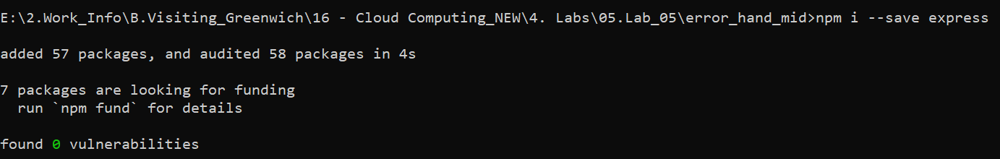 E:\2.Work_Info\B.Visiting_Greenwich\16 - Cloud Computing_NEW\4. Labs\05.Lab_05\error_hand_mid>npm i --save express
added 57 packages, and audited 58 packages in 4s
7 packages are looking for funding
  run `npm fund` for details
found 0 vulnerabilities